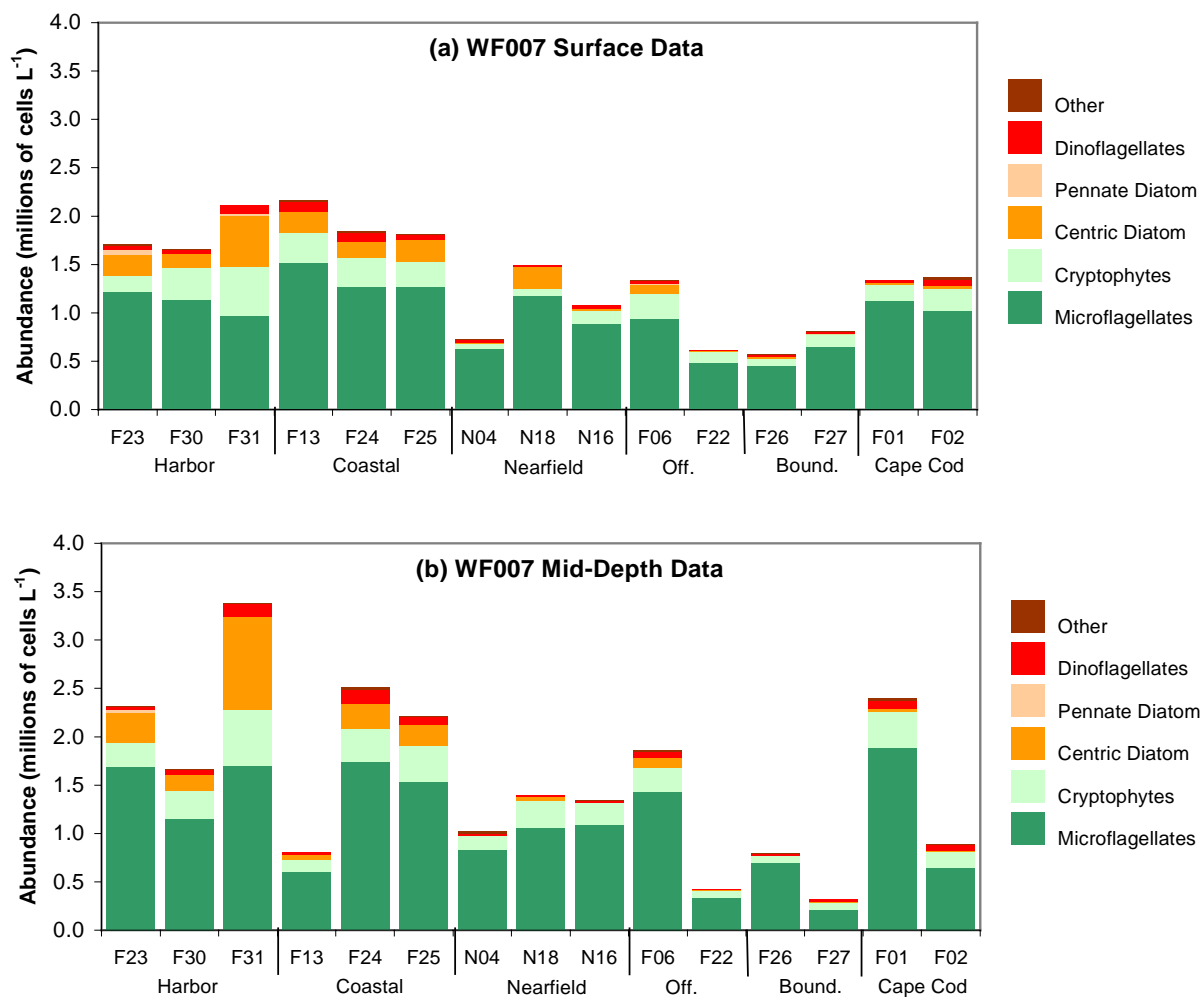 (a) WF007 Surface Data
Abundance (millions of cells L-1)
4.0
3.5
3.0
2.5
2.0
1.5
1.0
0.5
0.0
F23 F30 F31 F13 F24 F25 N04 N18 N16 F06 F22 F26 F27 F01 F02
Harbor Coastal Nearfield Off. Bound. Cape Cod
Other
Dinoflagellates
Pennate Diatom
Centric Diatom
Cryptophytes
Microflagellates
(b) WF007 Mid-Depth Data
Abundance (millions of cells L-1)
4.0
3.5
3.0
2.5
2.0
1.5
1.0
0.5
0.0
F23 F30 F31 F13 F24 F25 N04 N18 N16 F06 F22 F26 F27 F01 F02
Harbor Coastal Nearfield Off. Bound. Cape Cod
Other
Dinoflagellates
Pennate Diatom
Centric Diatom
Cryptophytes
Microflagellates